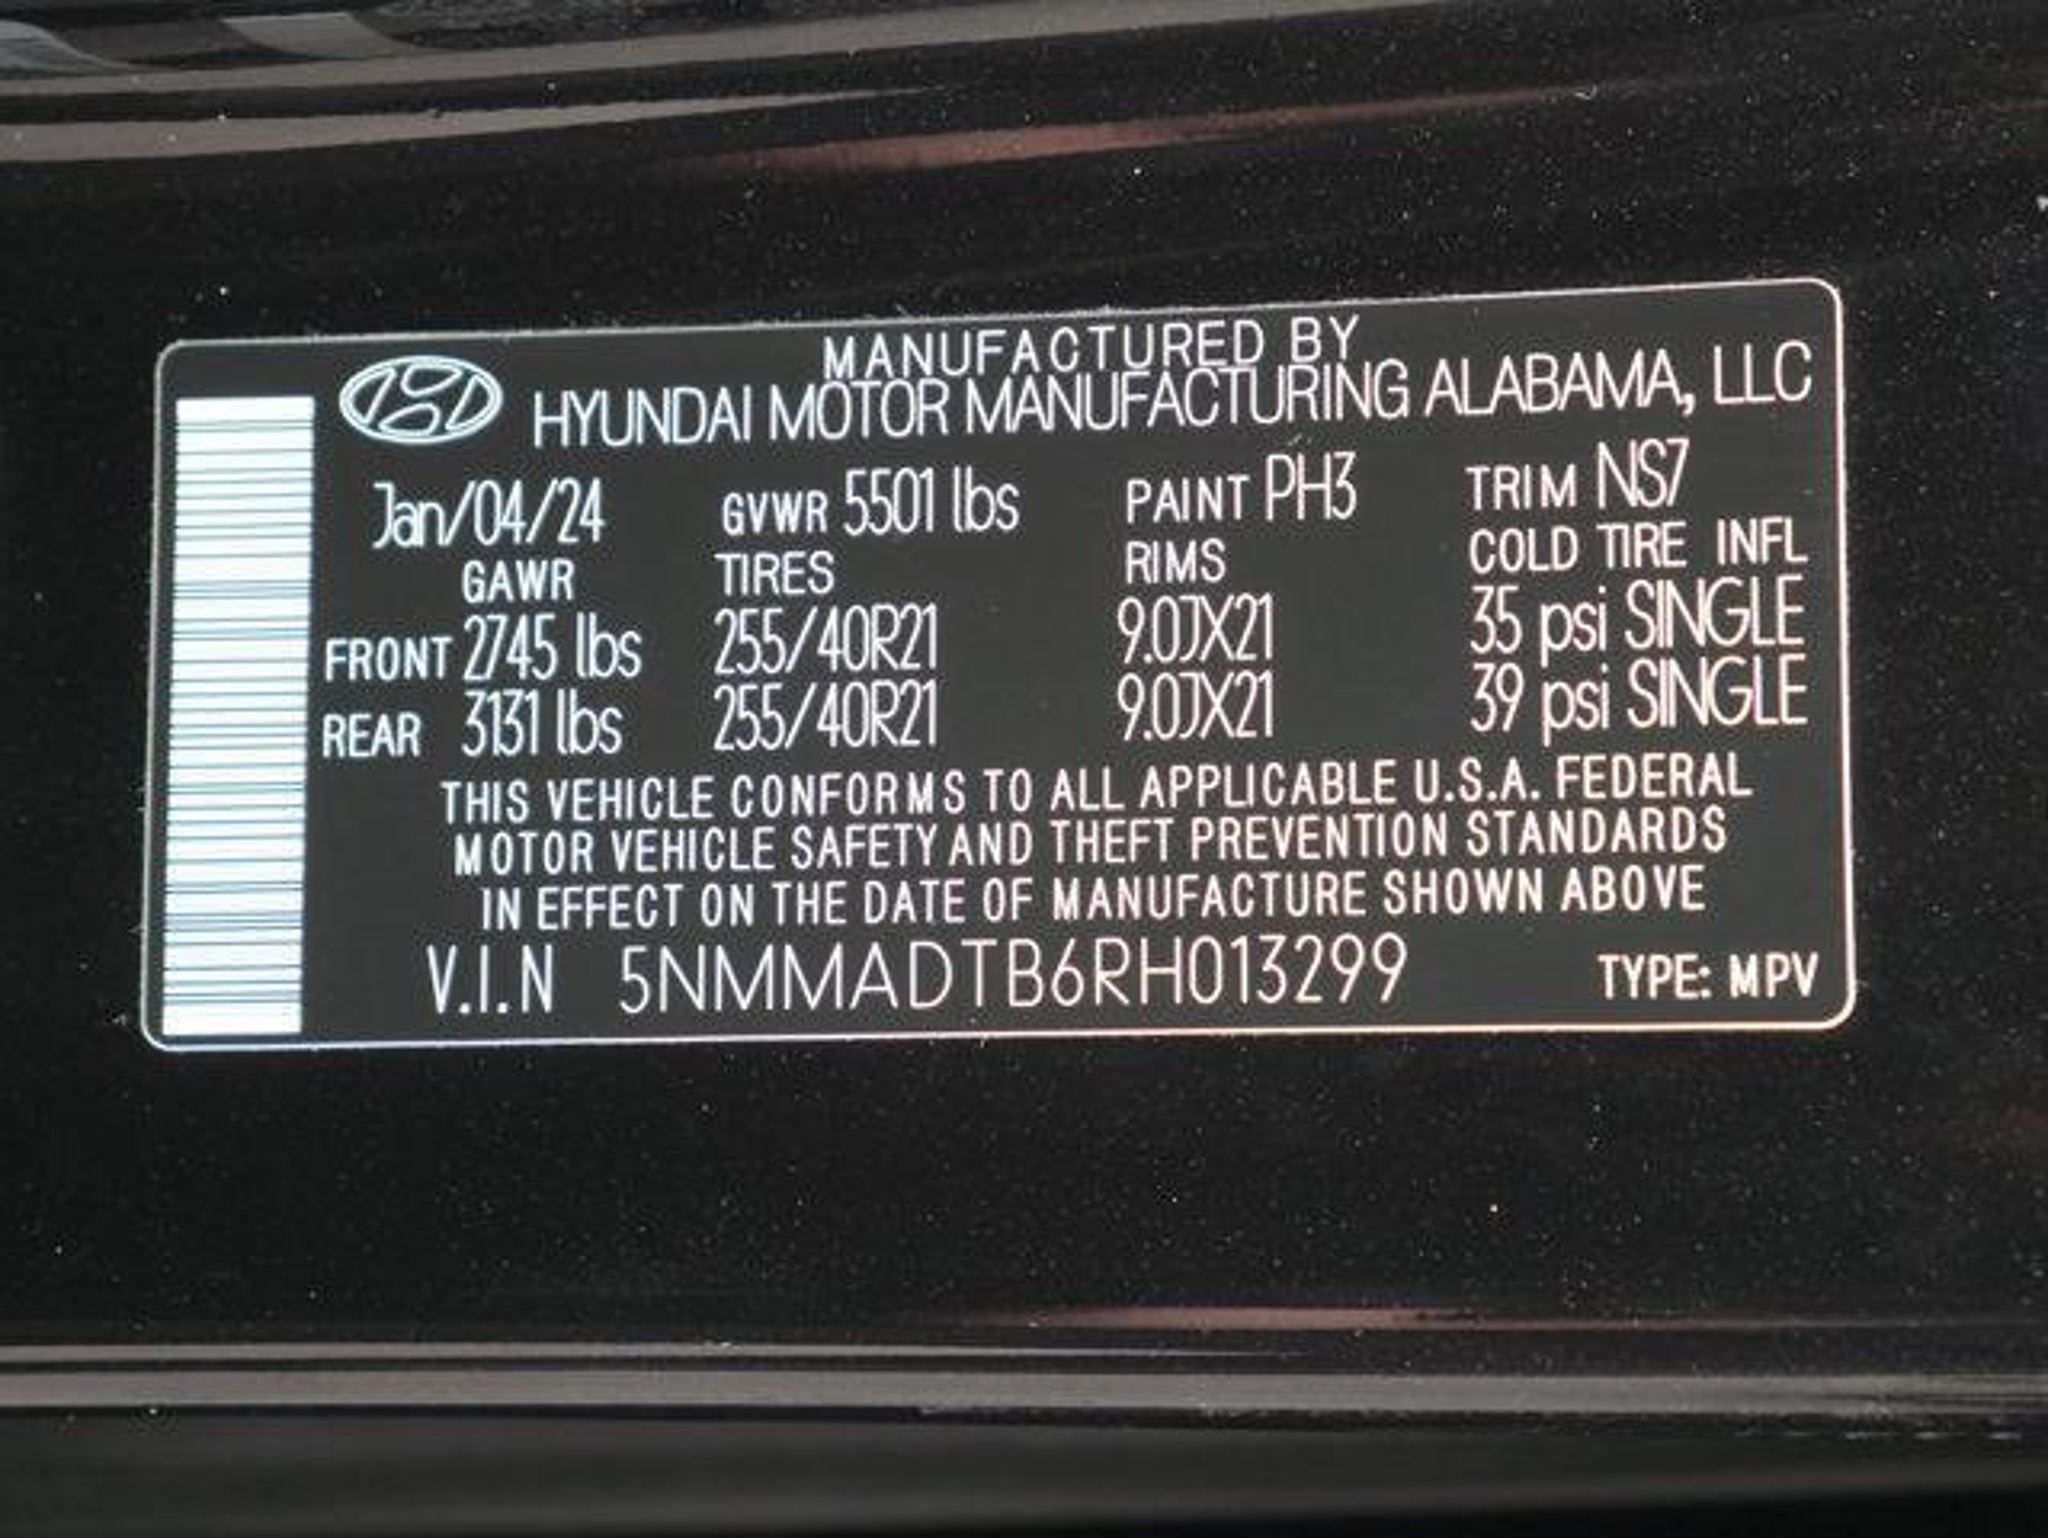 MANUFACTURED BY
HYUNDAI MOTOR MANUFACTURING ALABAMA, LLC
Jan/04/24 GVWR 5501 lbs PAINT PH3 TRIM NS7
GAWR TIRES RIMS COLD TIRE INFL
FRONT 2745 lbs 255/40R21 9.0JX21 35 psi SINGLE
REAR 3131 lbs 255/40R21 9.0JX21 39 psi SINGLE
THIS VEHICLE CONFORMS TO ALL APPLICABLE U.S.A. FEDERAL
MOTOR VEHICLE SAFETY AND THEFT PREVENTION STANDARDS
IN EFFECT ON THE DATE OF MANUFACTURE SHOWN ABOVE
V.I.N 5NMMADTB6RH013299 TYPE: MPV